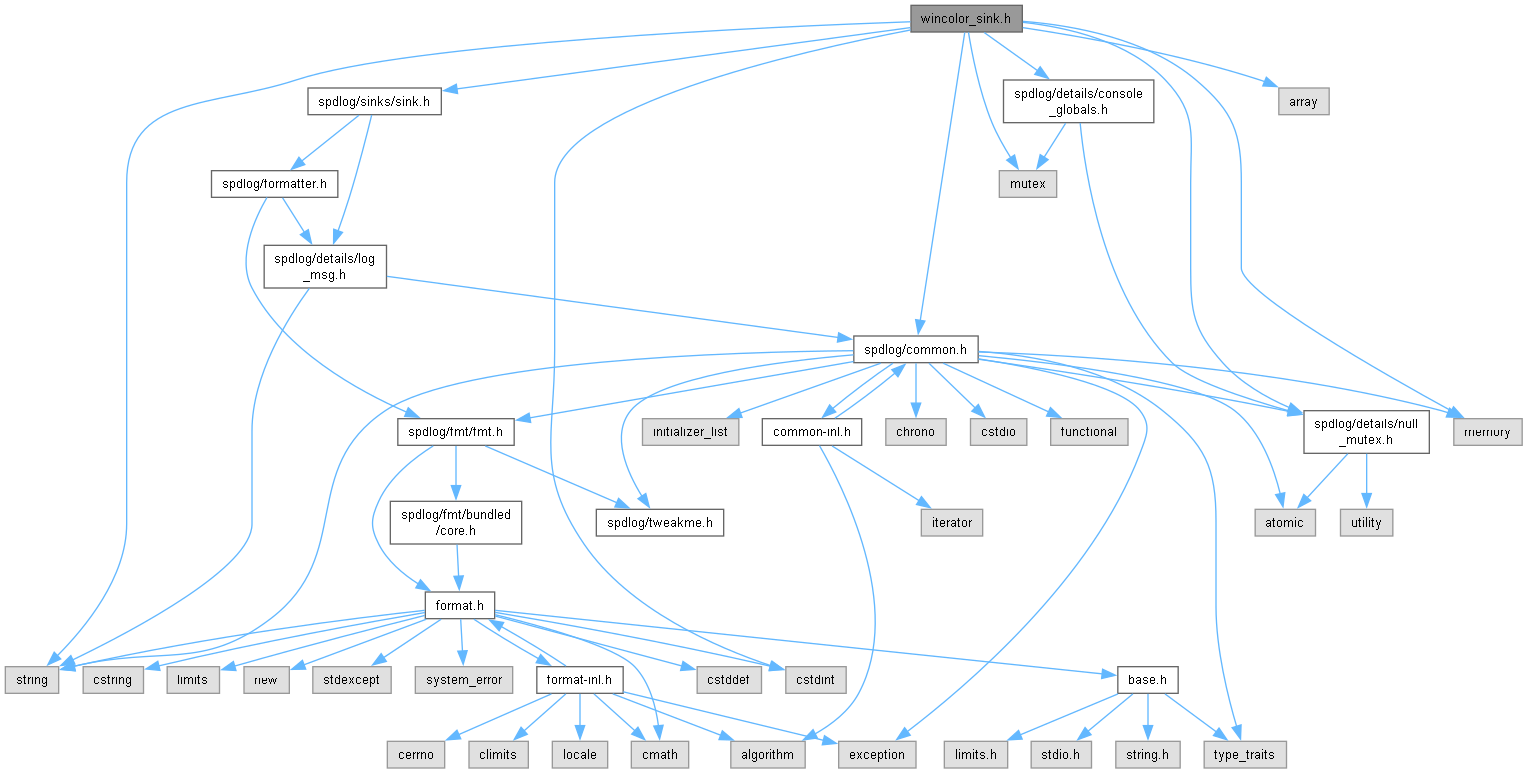 wincolor_sink.h
spdlog/sinks/sink.h
spdlog/details/console
_globals.h
array
spdlog/formatter.h
mutex
spdlog/details/log
_msg.h
spdlog/common.h
spdlog/fmt/fmt.h
initializer_list
common-inl.h
chrono
cstdio
functional
spdlog/details/null
_mutex.h
memory
spdlog/fmt/bundled
/core.h
spdlog/tweakme.h
iterator
atomic
utility
format.h
string
cstring
limits
new
stdexcept
system_error
format-inl.h
cstddef
cstdint
base.h
cerrno
climits
locale
cmath
algorithm
exception
limits.h
stdio.h
string.h
type_traits